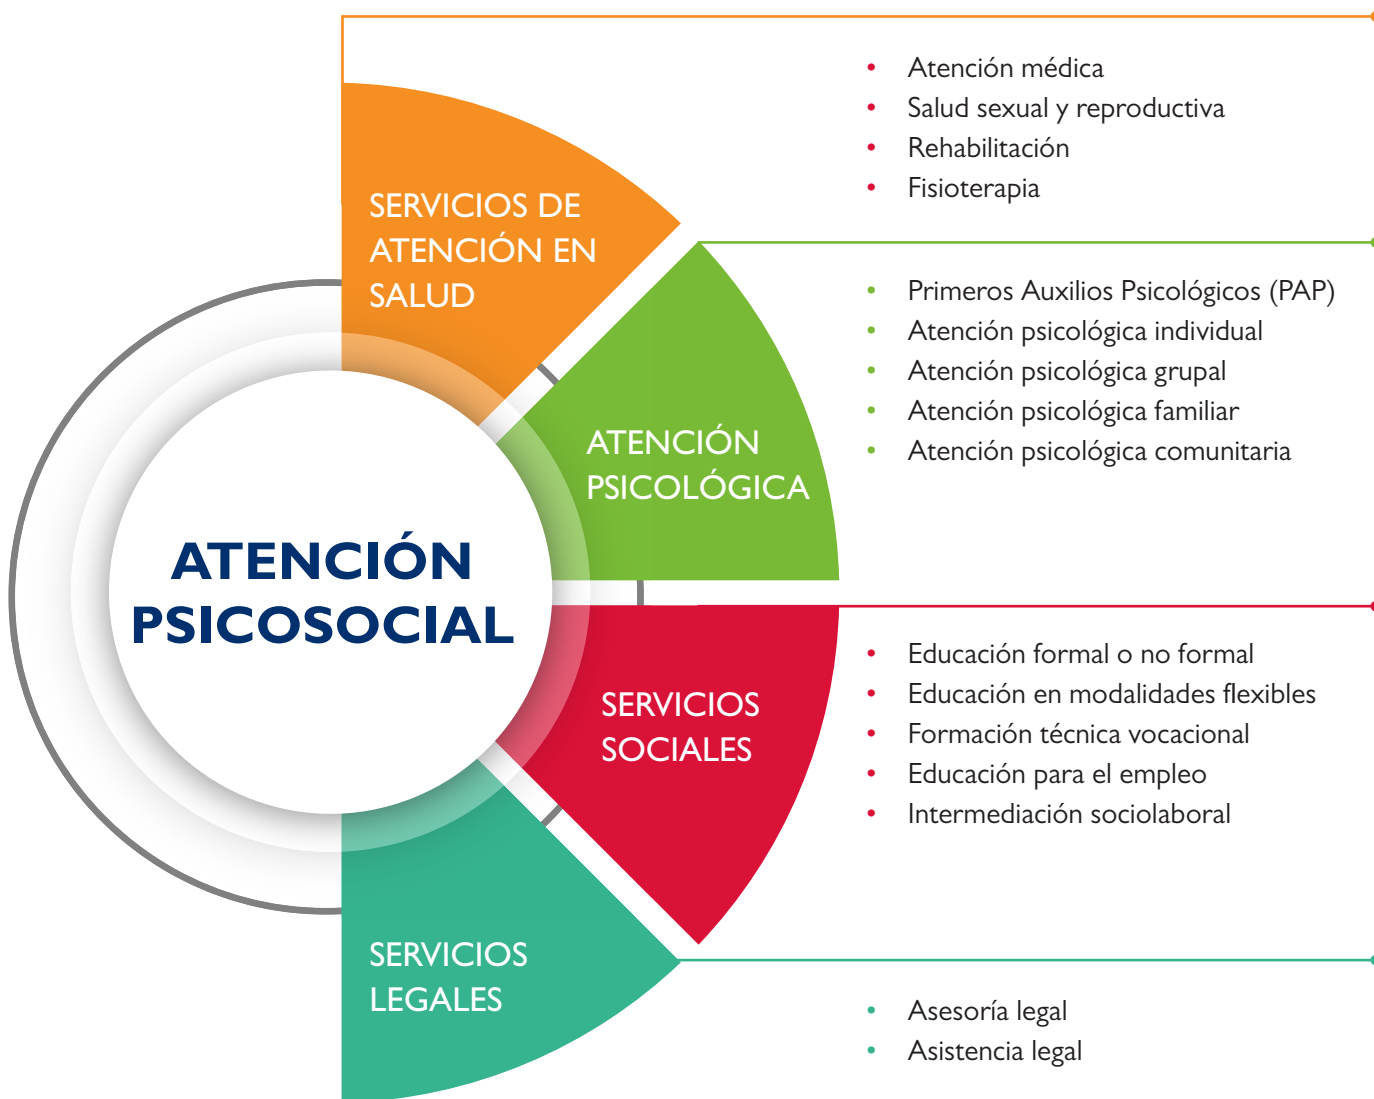 ATENCIÓN
PSICOSOCIAL
SERVICIOS DE
ATENCIÓN EN
SALUD
• Atención médica
• Salud sexual y reproductiva
• Rehabilitación
• Fisioterapia
ATENCIÓN
PSICOLÓGICA
• Primeros Auxilios Psicológicos (PAP)
• Atención psicológica individual
• Atención psicológica grupal
• Atención psicológica familiar
• Atención psicológica comunitaria
SERVICIOS
SOCIALES
• Educación formal o no formal
• Educación en modalidades flexibles
• Formación técnica vocacional
• Educación para el empleo
• Intermediación sociolaboral
SERVICIOS
LEGALES
• Asesoría legal
• Asistencia legal